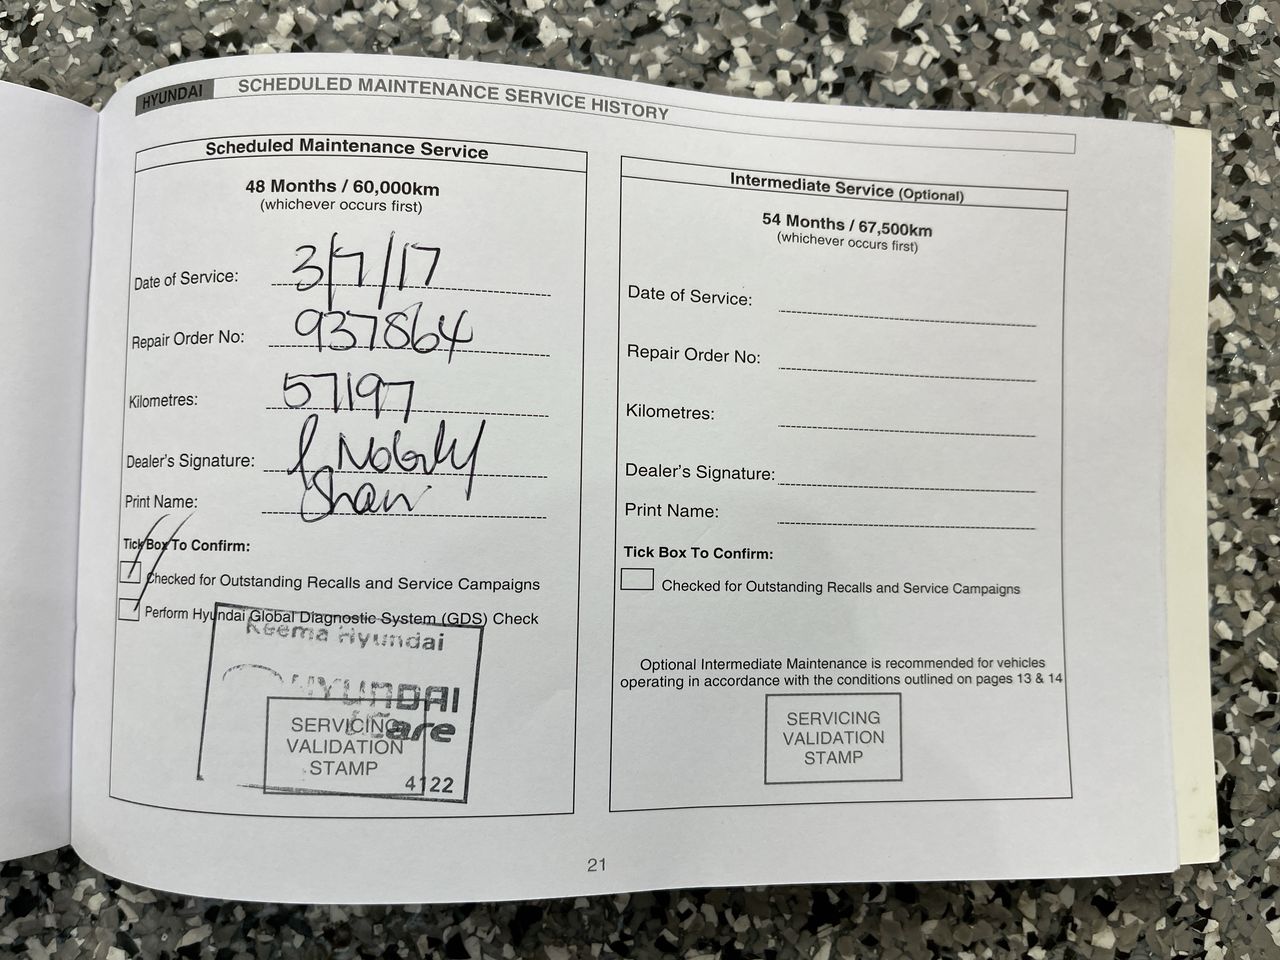 HYUNDAI SCHEDULED MAINTENANCE SERVICE HISTORY
Scheduled Maintenance Service
48 Months / 60,000km
(whichever occurs first)
Date of Service: 3/7/17
Repair Order No: 937864
Kilometres: 57197
Dealer's Signature:
Print Name: Shari
Tick Box To Confirm:
Checked for Outstanding Recalls and Service Campaigns
Perform Hyundai Global Diagnostic System (GDS) Check
Keema Hyundai
HYUNDAI
iCare
SERVICING
VALIDATION
STAMP
4122
Intermediate Service (Optional)
54 Months / 67,500km
(whichever occurs first)
Date of Service:
Repair Order No:
Kilometres:
Dealer's Signature:
Print Name:
Tick Box To Confirm:
Checked for Outstanding Recalls and Service Campaigns
Optional Intermediate Maintenance is recommended for vehicles
operating in accordance with the conditions outlined on pages 13 & 14
SERVICING
VALIDATION
STAMP
21